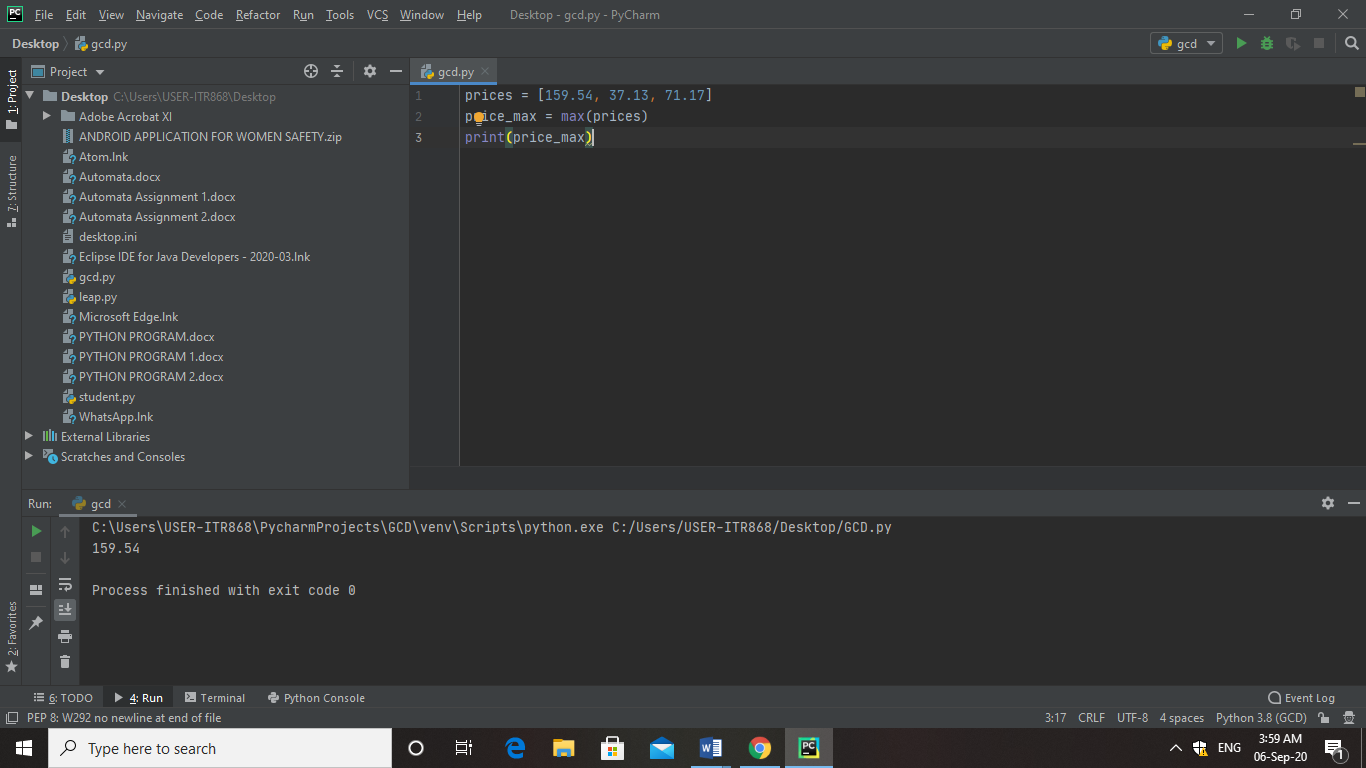 PC File Edit View Navigate Code Refactor Run Tools VCS Window Help Desktop - gcd.py - PyCharm
Desktop gcd.py gcd
1: Project
7: Structure
2: Favorites
Project
Desktop C:\Users\USER-ITR868\Desktop
Adobe Acrobat XI
ANDROID APPLICATION FOR WOMEN SAFETY.zip
Atom.lnk
Automata.docx
Automata Assignment 1.docx
Automata Assignment 2.docx
desktop.ini
Eclipse IDE for Java Developers - 2020-03.lnk
gcd.py
leap.py
Microsoft Edge.lnk
PYTHON PROGRAM.docx
PYTHON PROGRAM 1.docx
PYTHON PROGRAM 2.docx
student.py
WhatsApp.lnk
External Libraries
Scratches and Consoles
gcd.py
1 prices = [159.54, 37.13, 71.17]
2 price_max = max(prices)
3 print(price_max)
Run: gcd
C:\Users\USER-ITR868\PycharmProjects\GCD\venv\Scripts\python.exe C:/Users/USER-ITR868/Desktop/GCD.py
159.54
Process finished with exit code 0
6: TODO 4: Run Terminal Python Console Event Log
PEP 8: W292 no newline at end of file 3:17 CRLF UTF-8 4 spaces Python 3.8 (GCD)
Type here to search W PC ENG 3:59 AM
06-Sep-20 1